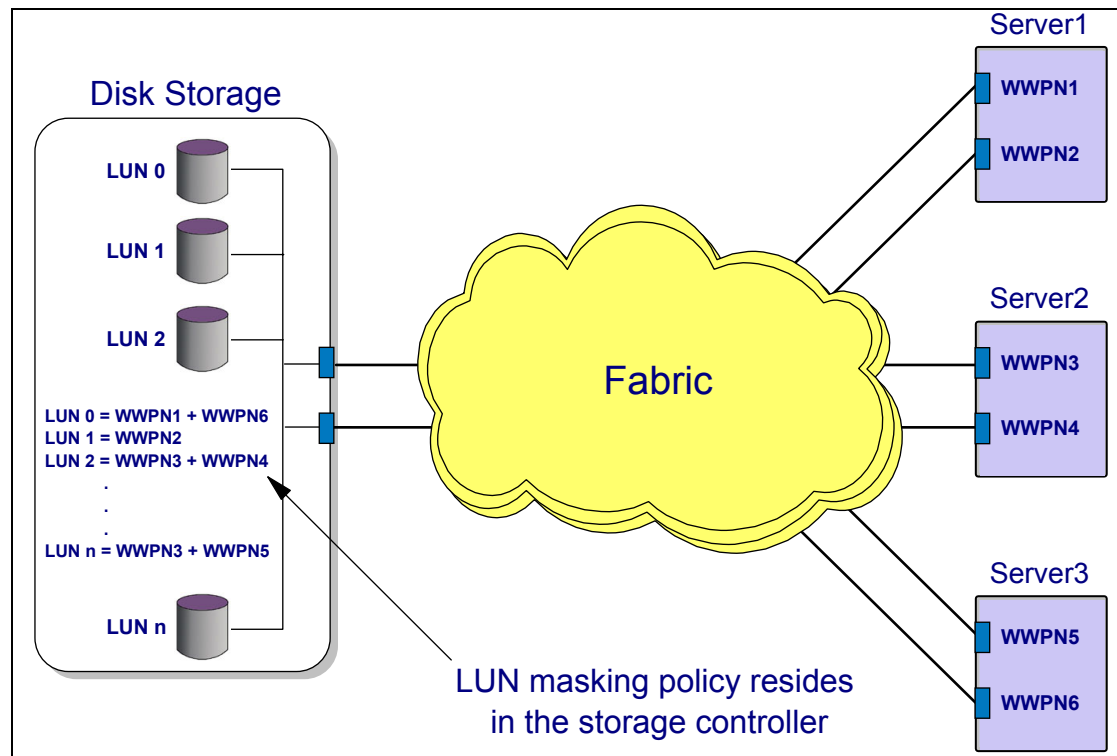 Disk Storage
LUN 0
LUN 1
LUN 2
LUN 0 = WWPN1 + WWPN6
LUN 1 = WWPN2
LUN 2 = WWPN3 + WWPN4
.
.
.
LUN n = WWPN3 + WWPN5
LUN n
LUN masking policy resides
in the storage controller
Fabric
Server1
WWPN1
WWPN2
Server2
WWPN3
WWPN4
Server3
WWPN5
WWPN6